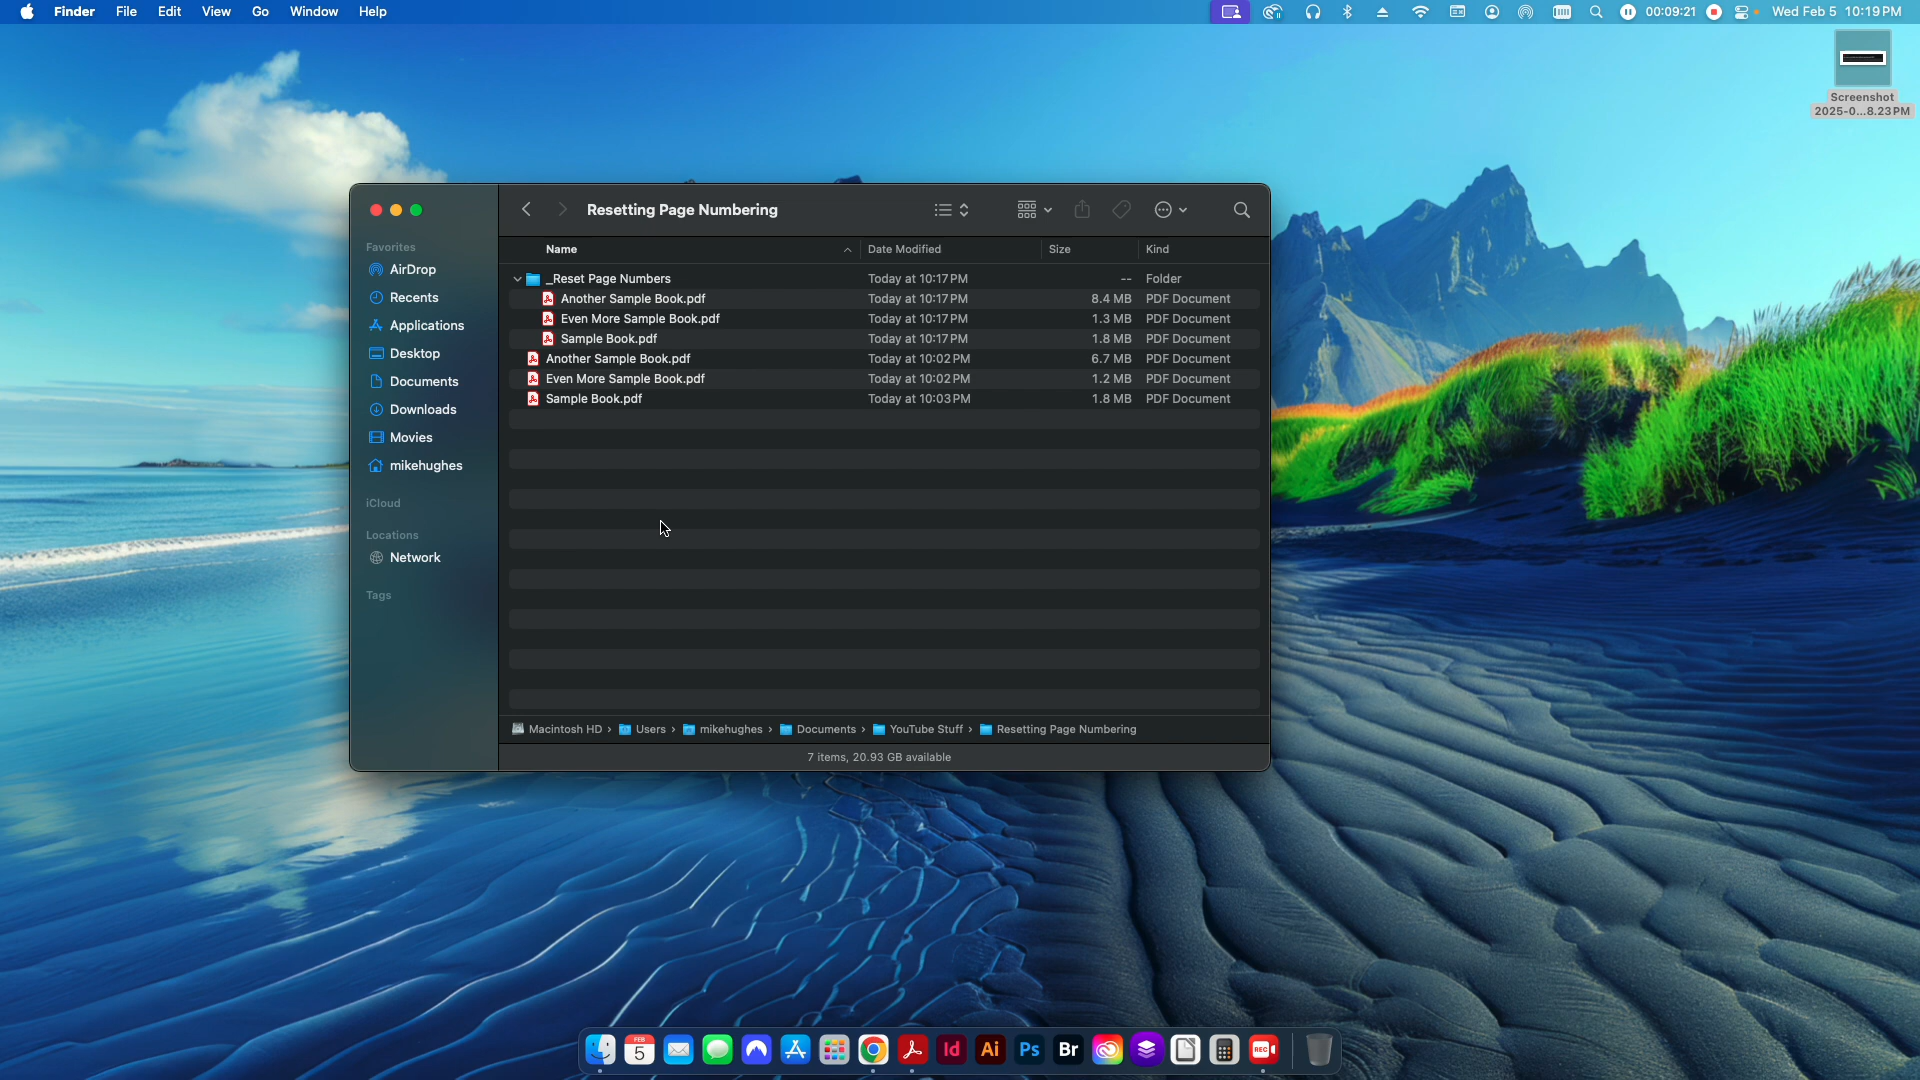 Finder File Edit View Go Window Help
00:09:21 Wed Feb 5 10:19 PM
Screenshot
2025-0...8.23 PM
Resetting Page Numbering
Favorites
AirDrop
Recents
Applications
Desktop
Documents
Downloads
Movies
mikehughes
iCloud
Locations
Network
Tags
Name Date Modified Size Kind
_Reset Page Numbers Today at 10:17 PM -- Folder
Another Sample Book.pdf Today at 10:17 PM 8.4 MB PDF Document
Even More Sample Book.pdf Today at 10:17 PM 1.3 MB PDF Document
Sample Book.pdf Today at 10:17 PM 1.8 MB PDF Document
Another Sample Book.pdf Today at 10:02 PM 6.7 MB PDF Document
Even More Sample Book.pdf Today at 10:02 PM 1.2 MB PDF Document
Sample Book.pdf Today at 10:03 PM 1.8 MB PDF Document
Macintosh HD › Users › mikehughes › Documents › YouTube Stuff › Resetting Page Numbering
7 items, 20.93 GB available
FEB
5
Id Ai Ps Br REC